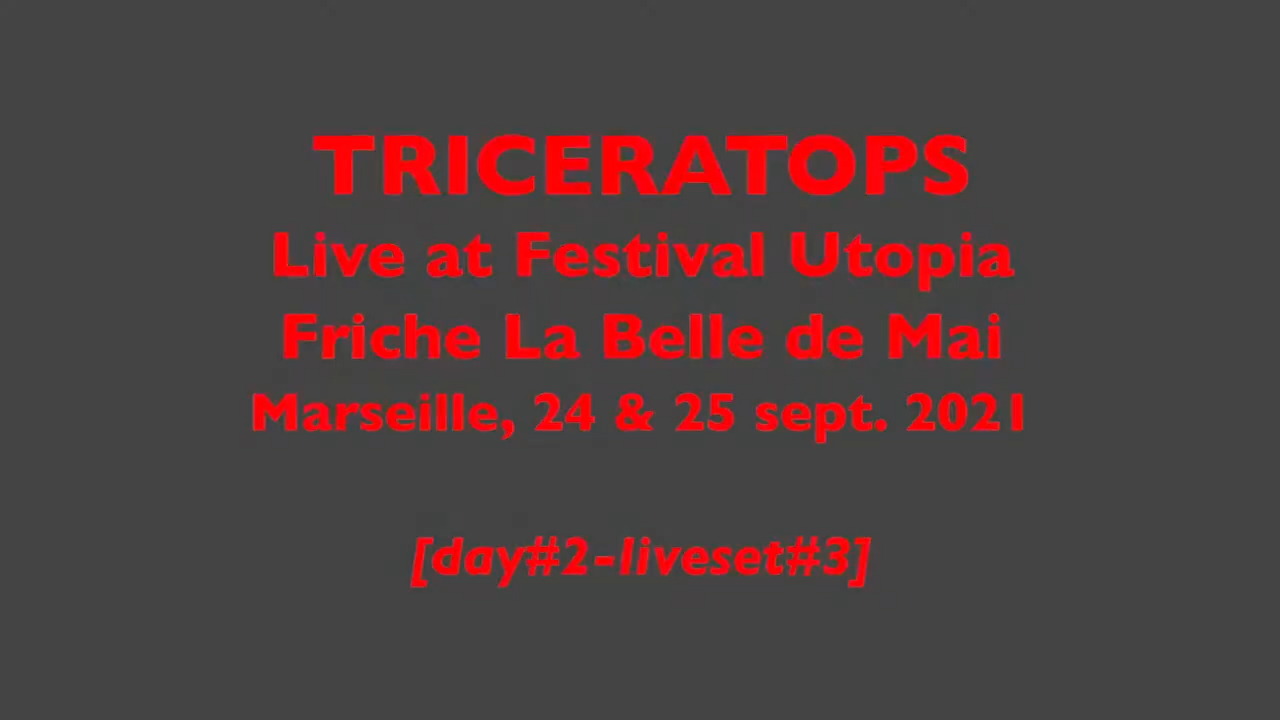 TRICERATOPS
Live at Festival Utopia
Friche La Belle de Mai
Marseille, 24 & 25 sept. 2021
[day#2-liveset#3]